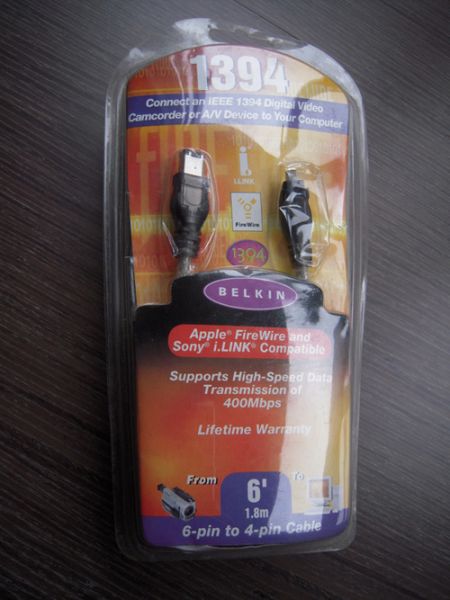 1394
Connect an IEEE 1394 Digital Video
Camcorder or A/V Device to Your Computer
i.LINK
FireWire
1394
BELKIN
Apple® FireWire and
Sony® i.LINK® Compatible
Supports High-Speed Data
Transmission of
400Mbps
Lifetime Warranty
From
6'
1.8m
To
6-pin to 4-pin Cable